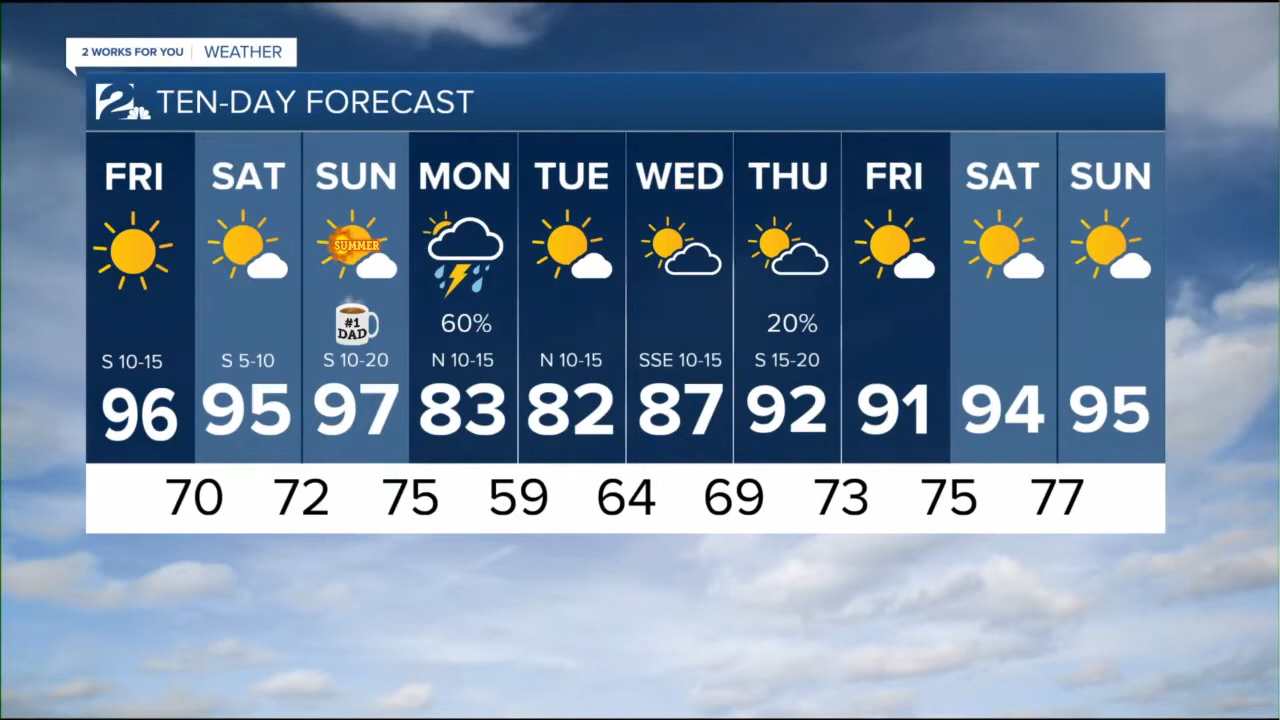 2 WORKS FOR YOU | WEATHER
2 TEN-DAY FORECAST
FRI SAT SUN MON TUE WED THU FRI SAT SUN
SUMMER
#1
DAD
60% 20%
S 10-15 S 5-10 S 10-20 N 10-15 N 10-15 SSE 10-15 S 15-20
96 95 97 83 82 87 92 91 94 95
70 72 75 59 64 69 73 75 77